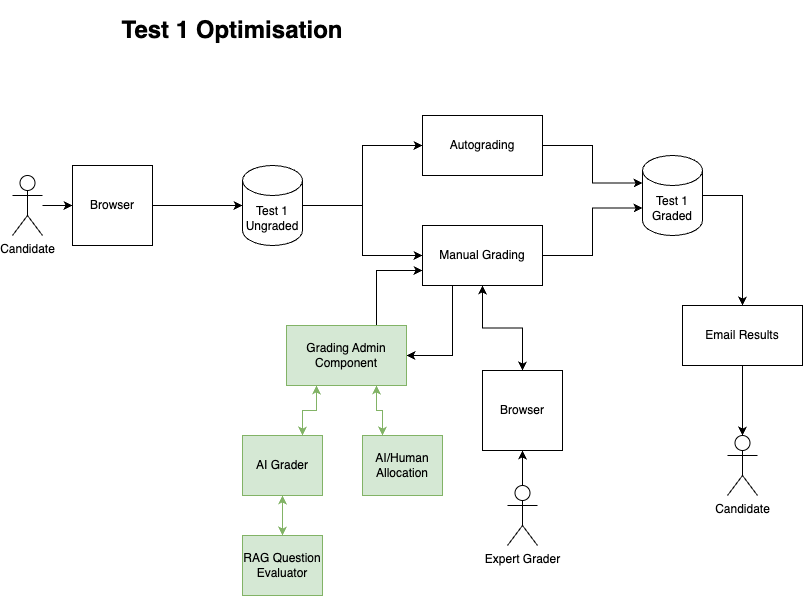 Test 1 Optimisation
Autograding
Candidate
Browser
Test 1
Ungraded
Test 1
Graded
Manual Grading
Grading Admin
Component
Email Results
Browser
AI Grader
AI/Human
Allocation
Candidate
RAG Question
Evaluator
Expert Grader